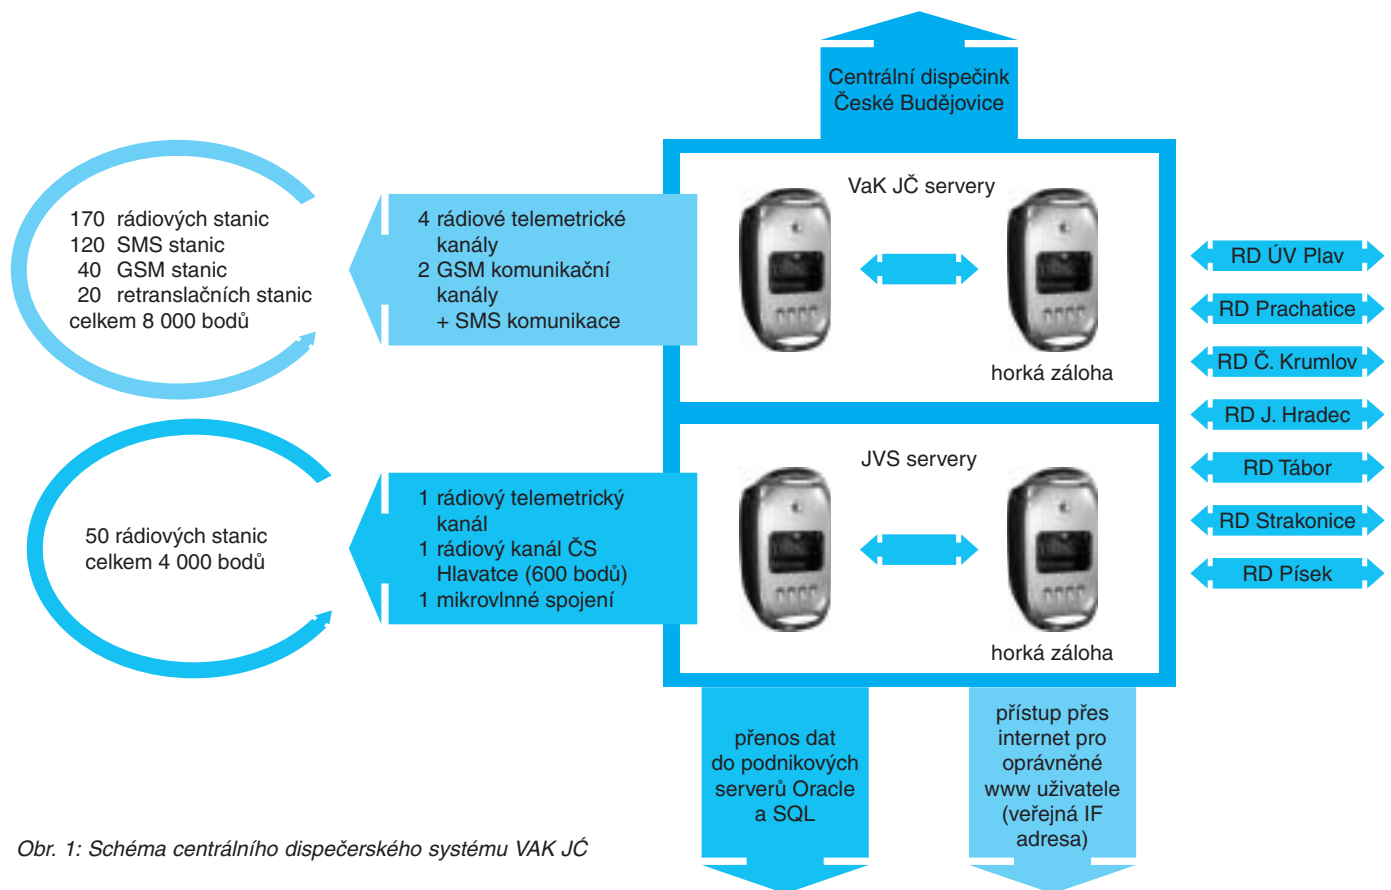 Centrální dispečink
České Budějovice
170 rádiových stanic
120 SMS stanic
40 GSM stanic
20 retranslačních stanic
celkem 8 000 bodů
4 rádiové telemetrické
kanály
2 GSM komunikační
kanály
+ SMS komunikace
VaK JČ servery
horká záloha
RD ÚV Plav
RD Prachatice
RD Č. Krumlov
RD J. Hradec
RD Tábor
RD Strakonice
RD Písek
50 rádiových stanic
celkem 4 000 bodů
1 rádiový telemetrický
kanál
1 rádiový kanál ČS
Hlavatce (600 bodů)
1 mikrovlnné spojení
JVS servery
horká záloha
přenos dat
do podnikových
serverů Oracle
a SQL
přístup přes
internet pro
oprávněné
www uživatele
(veřejná IF
adresa)
Obr. 1: Schéma centrálního dispečerského systému VAK JĆ